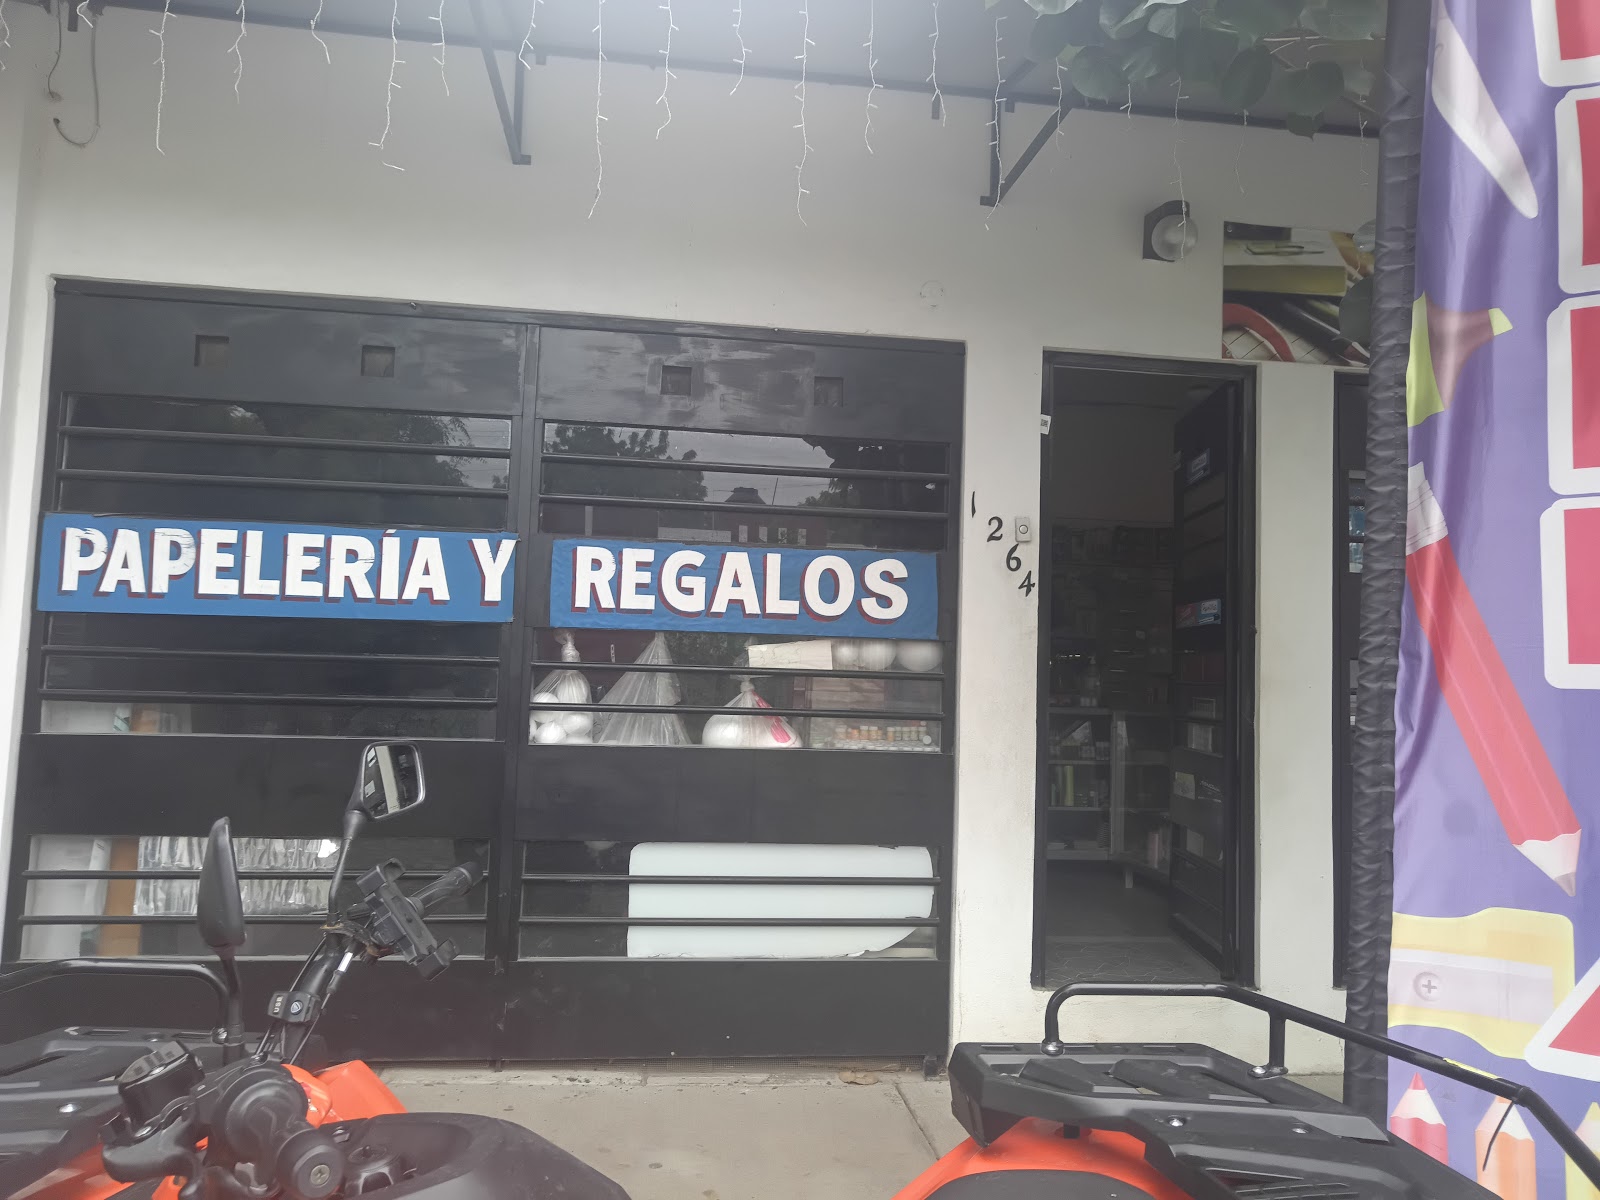 PAPELERÍA Y REGALOS
1264